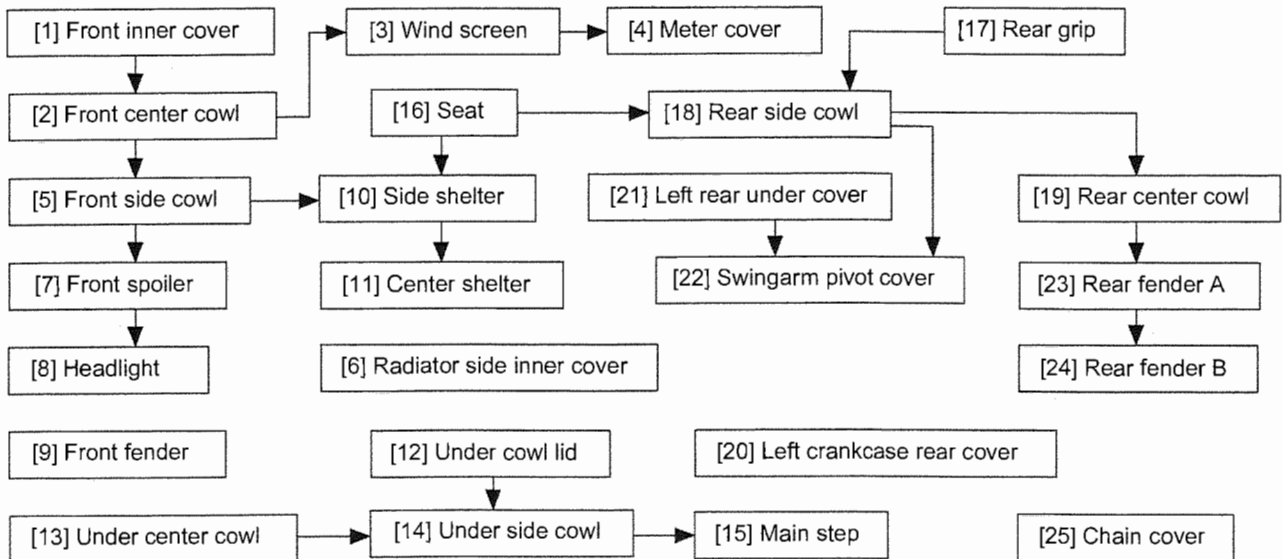 [1] Front inner cover
[3] Wind screen
[4] Meter cover
[17] Rear grip
[2] Front center cowl
[16] Seat
[18] Rear side cowl
[5] Front side cowl
[10] Side shelter
[21] Left rear under cover
[19] Rear center cowl
[7] Front spoiler
[11] Center shelter
[22] Swingarm pivot cover
[23] Rear fender A
[8] Headlight
[6] Radiator side inner cover
[24] Rear fender B
[9] Front fender
[12] Under cowl lid
[20] Left crankcase rear cover
[13] Under center cowl
[14] Under side cowl
[15] Main step
[25] Chain cover